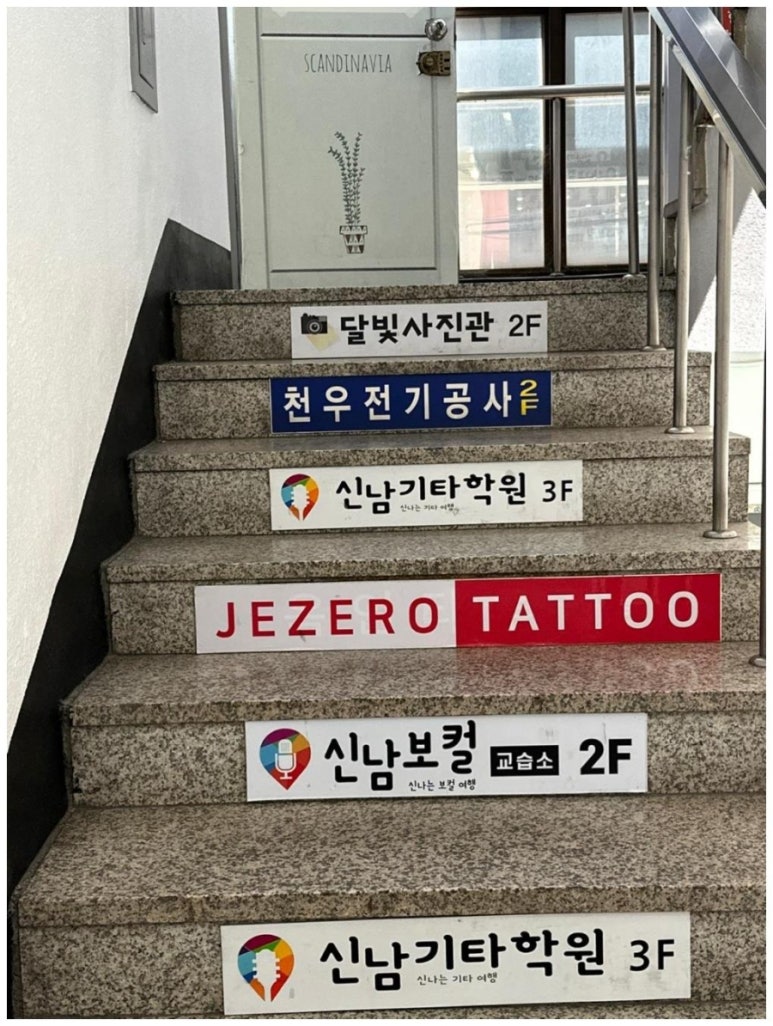 SCANDINAVIA
달빛사진관 2F
천우전기공사 2F
신남기타학원 3F
신나는 기타 여행
JEZERO TATTOO
신남보컬 교습소 2F
신나는 보컬 여행
신남기타학원 3F
신나는 기타 여행